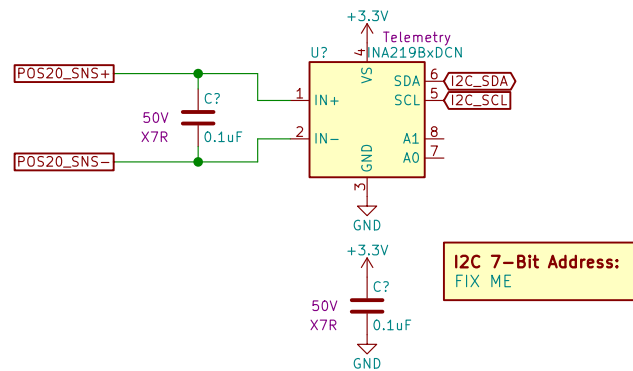 +3.3V
Telemetry
U?
INA219BxDCN
4
VS
POS20_SNS+
C?
50V
X7R
0.1uF
1
IN+
SDA
6
I2C_SDA
SCL
5
I2C_SCL
2
IN-
A1
8
A0
7
POS20_SNS-
GND
3
GND
+3.3V
C?
50V
X7R
0.1uF
GND
I2C 7-Bit Address:
FIX ME